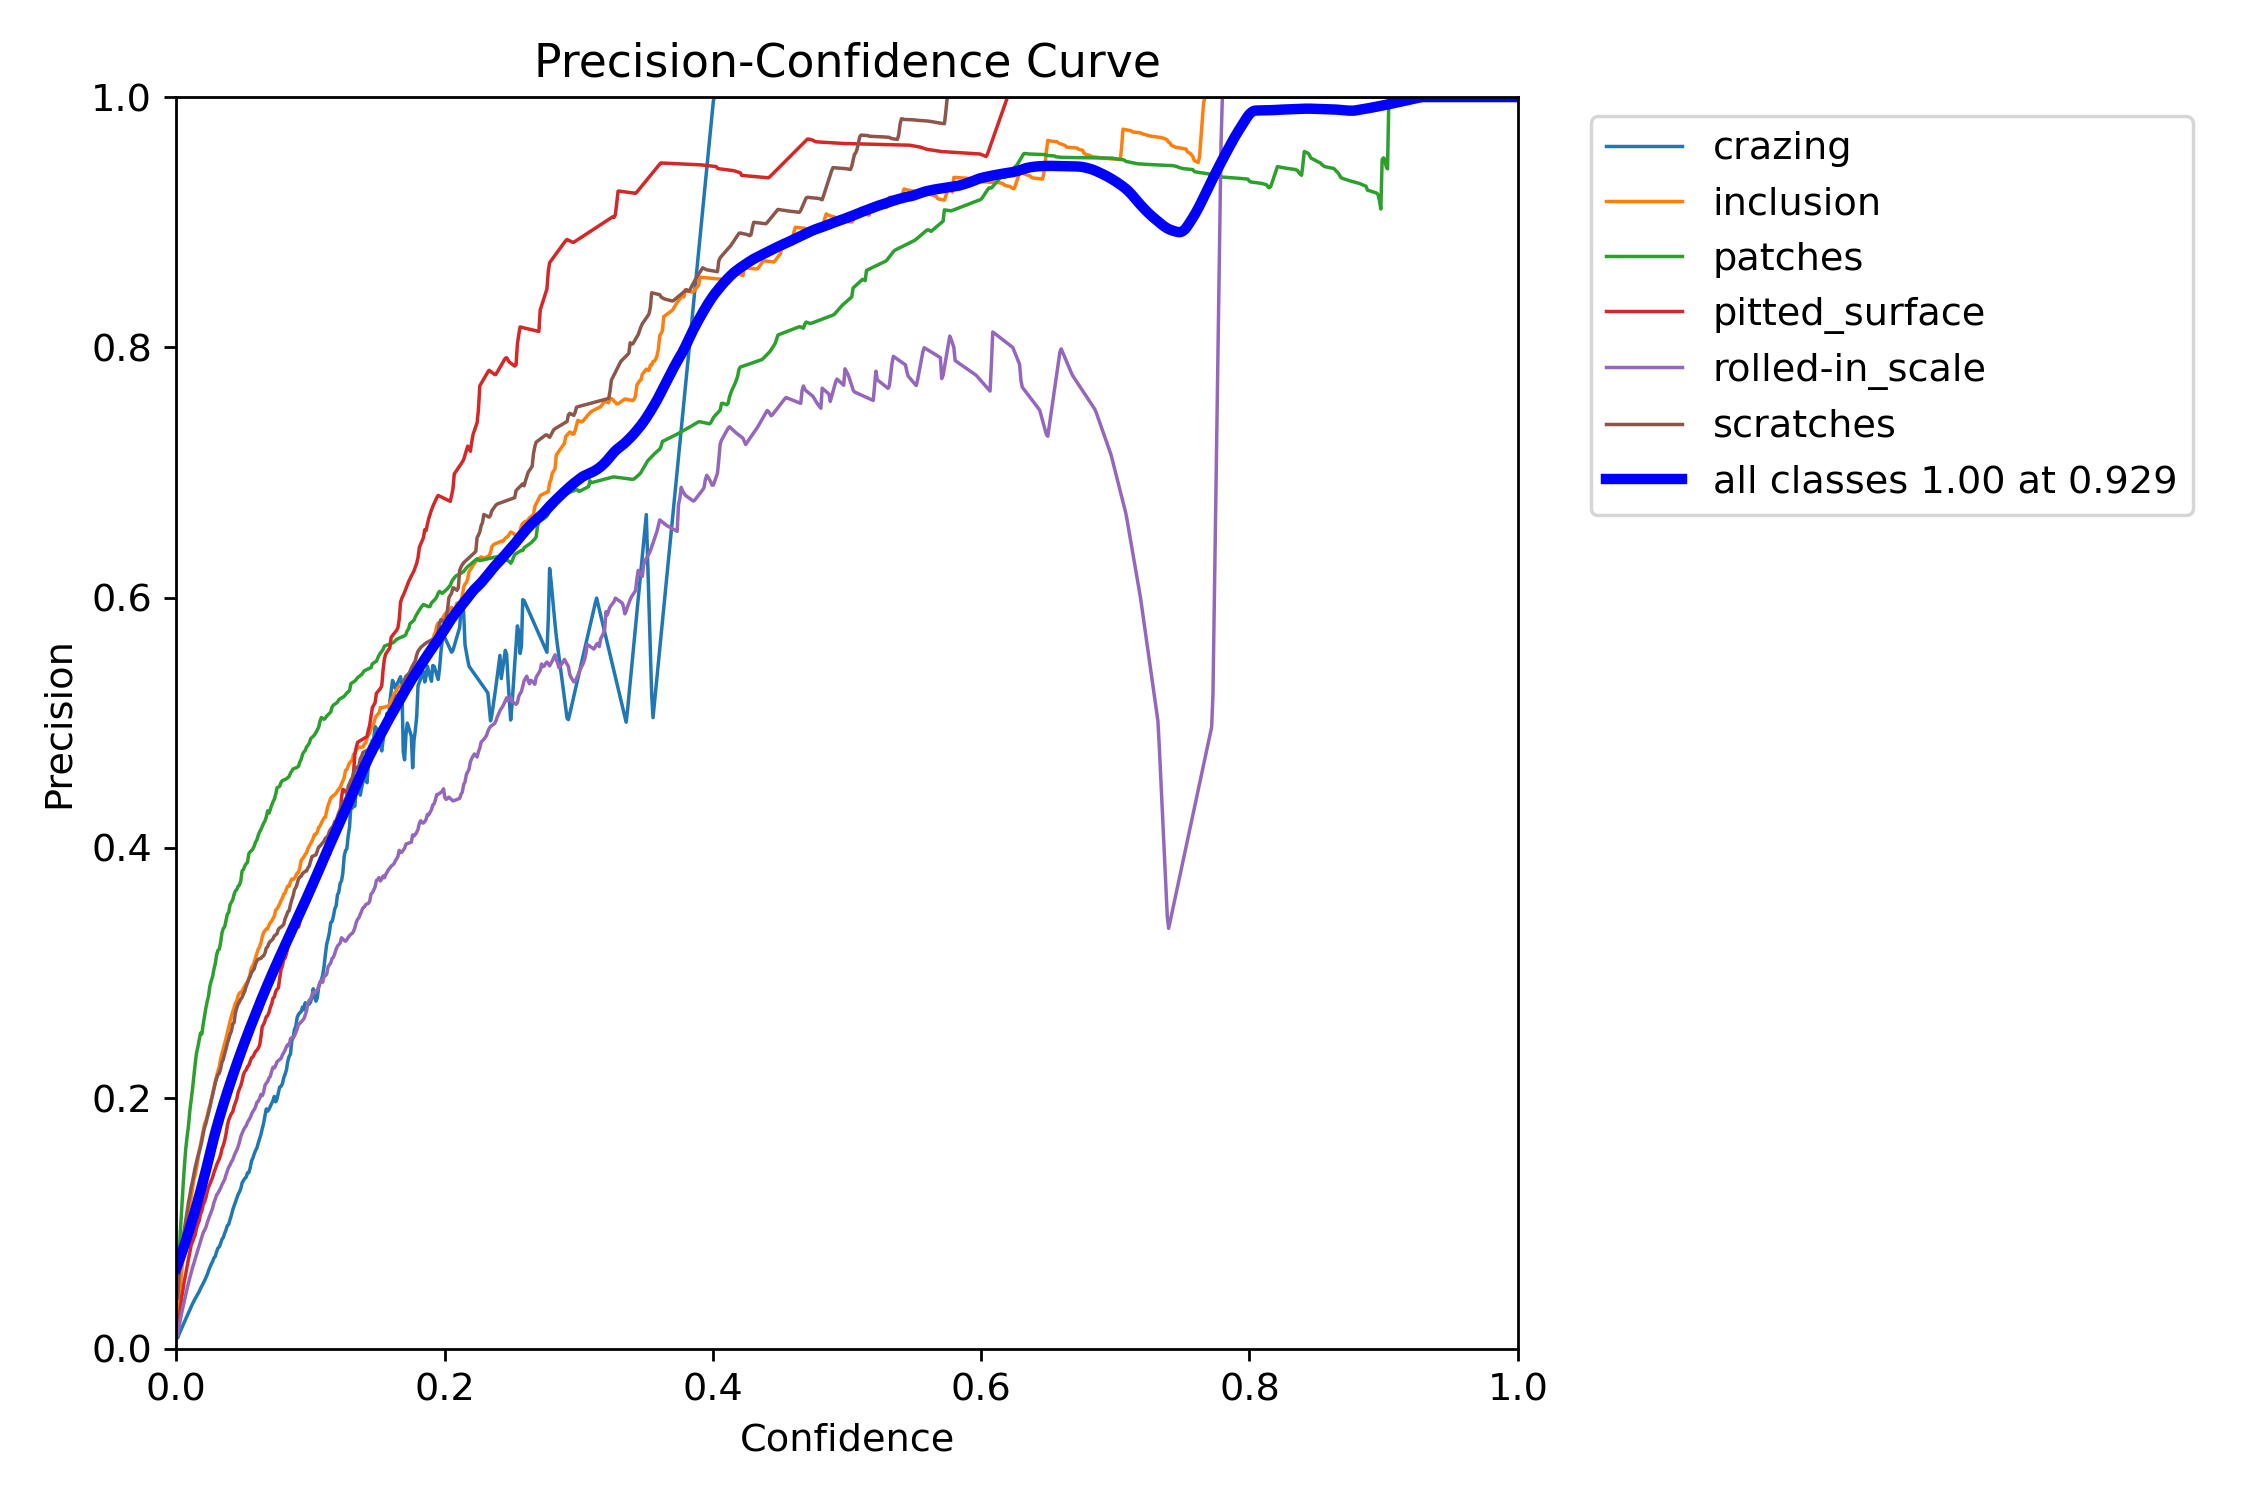 Precision-Confidence Curve
1.0
0.8
0.6
0.4
0.2
0.0
Precision
0.0 0.2 0.4 0.6 0.8 1.0
Confidence
crazing
inclusion
patches
pitted_surface
rolled-in_scale
scratches
all classes 1.00 at 0.929